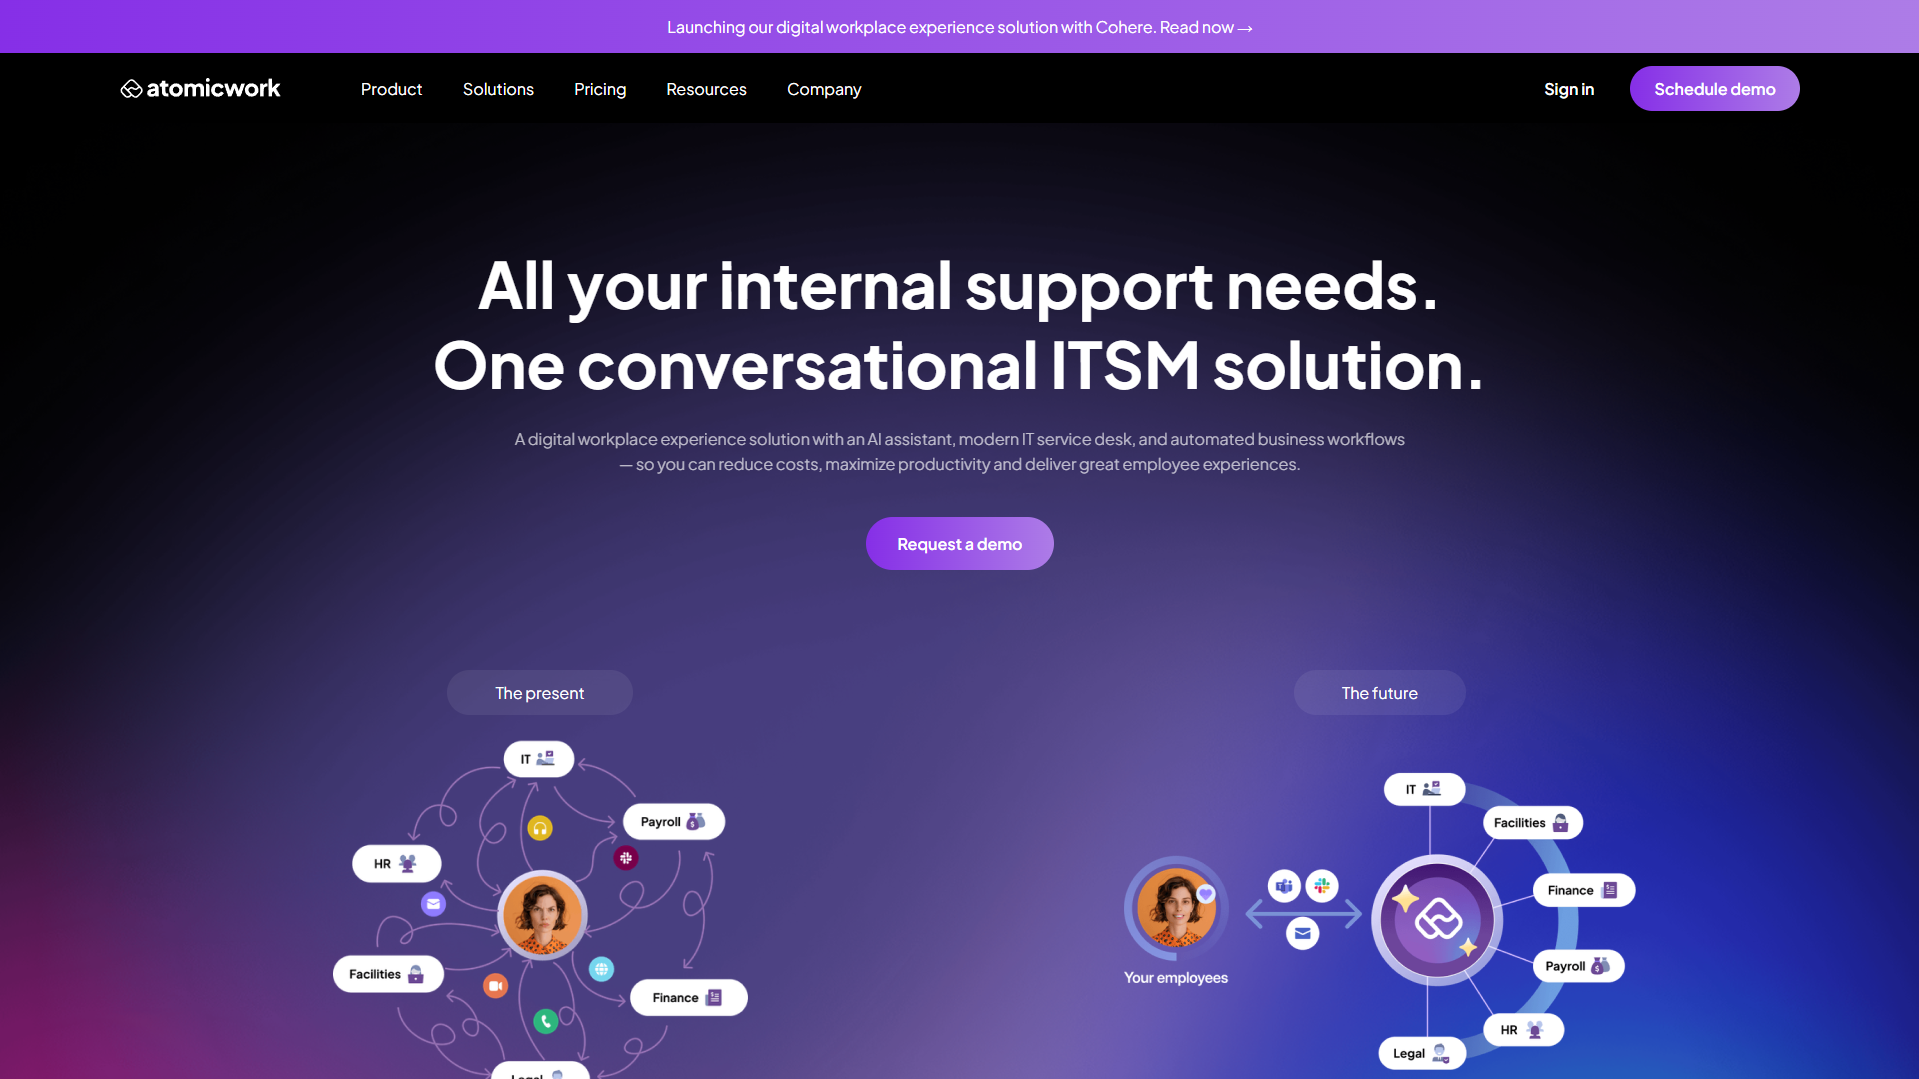 Launching our digital workplace experience solution with Cohere. Read now →
atomicwork
Product
Solutions
Pricing
Resources
Company
Sign in
Schedule demo
All your internal support needs.
One conversational ITSM solution.
A digital workplace experience solution with an AI assistant, modern IT service desk, and automated business workflows
— so you can reduce costs, maximize productivity and deliver great employee experiences.
Request a demo
The present
IT
Payroll
HR
Facilities
Finance
Legal
The future
IT
Facilities
Finance
Payroll
HR
Legal
Your employees